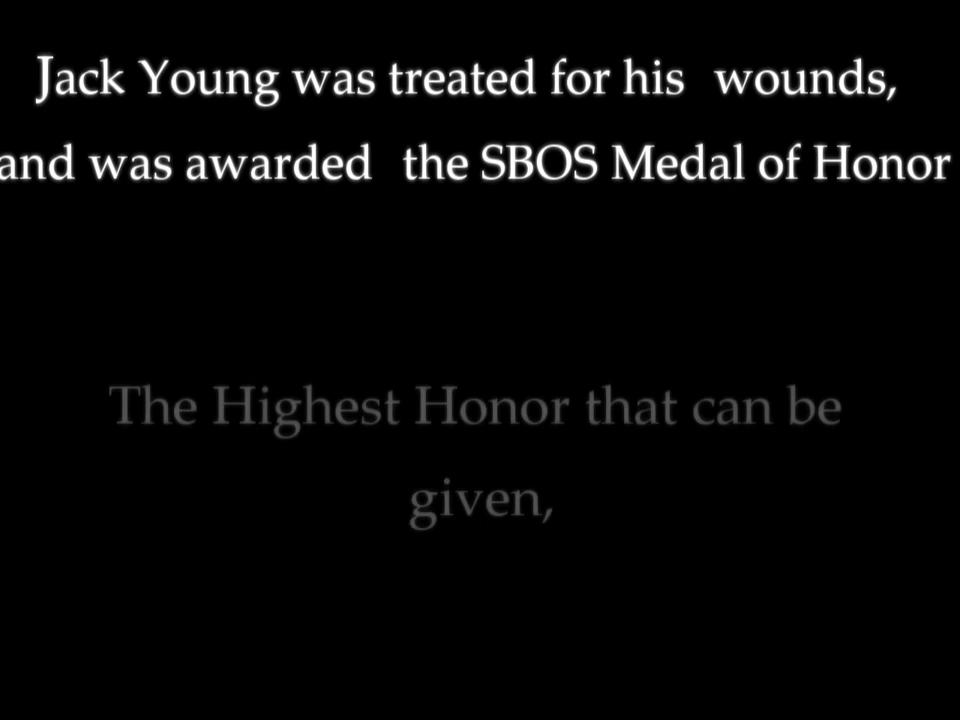 Jack Young was treated for his wounds,
and was awarded the SBOS Medal of Honor
The Highest Honor that can be
given,